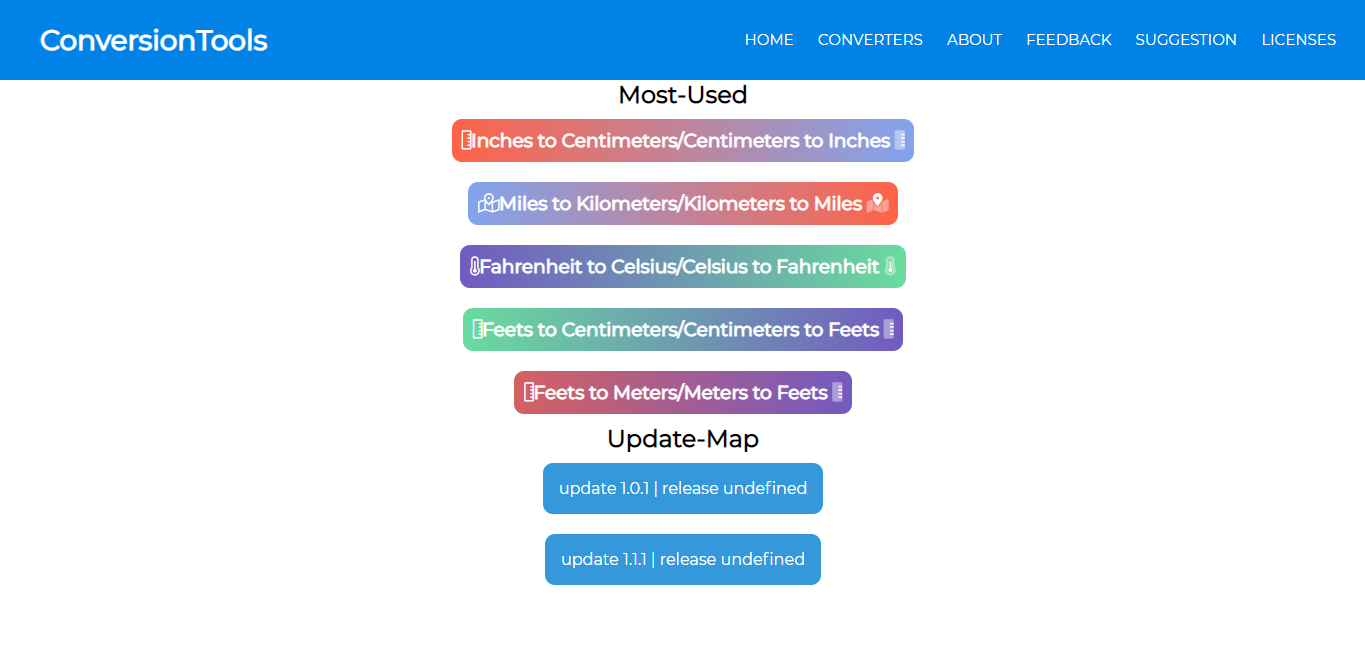 ConversionTools
HOME CONVERTERS ABOUT FEEDBACK SUGGESTION LICENSES
Most-Used
Inches to Centimeters/Centimeters to Inches
Miles to Kilometers/Kilometers to Miles
Fahrenheit to Celsius/Celsius to Fahrenheit
Feets to Centimeters/Centimeters to Feets
Feets to Meters/Meters to Feets
Update-Map
update 1.0.1 | release undefined
update 1.1.1 | release undefined